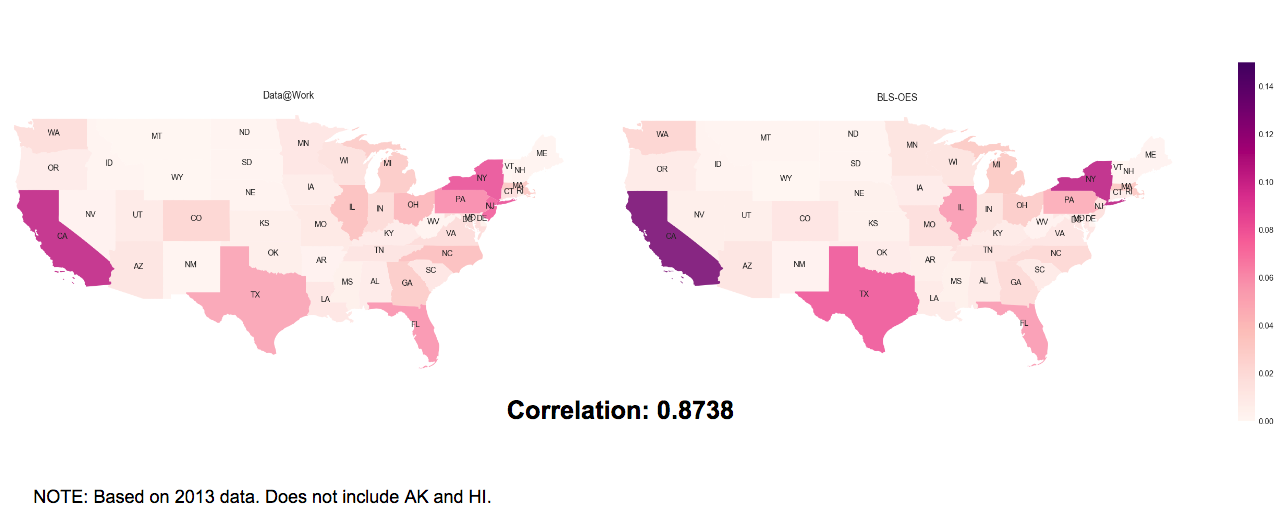 Data@Work
WA
MT
ND
MN
ME
OR
ID
WY
SD
WI
MI
VT
NH
NY
IA
NE
MA
CT
RI
NV
UT
CO
KS
MO
IL
IN
OH
PA
NJ
CA
KY
WV
MD
DE
VA
AZ
NM
OK
AR
TN
NC
SC
TX
LA
MS
AL
GA
FL
BLS-OES
WA
MT
ND
MN
ME
OR
ID
WY
SD
WI
MI
VT
NH
NY
IA
NE
MA
CT
RI
NV
UT
CO
KS
MO
IL
IN
OH
PA
NJ
CA
KY
WV
MD
DE
VA
AZ
NM
OK
AR
TN
NC
SC
TX
LA
MS
AL
GA
FL
0.14
0.12
0.10
0.08
0.06
0.04
0.02
0.00
Correlation: 0.8738
NOTE: Based on 2013 data. Does not include AK and HI.